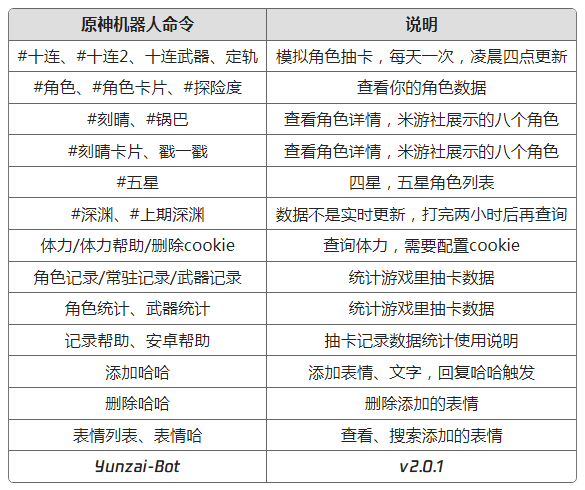 原神机器人命令 说明
#十连、#十连2、十连武器、定轨 模拟角色抽卡，每天一次，凌晨四点更新
#角色、#角色卡片、#探险度 查看你的角色数据
#刻晴、#锅巴 查看角色详情，米游社展示的八个角色
#刻晴卡片、戳一戳 查看角色详情，米游社展示的八个角色
#五星 四星，五星角色列表
#深渊、#上期深渊 数据不是实时更新，打完两小时后再查询
体力/体力帮助/删除cookie 查询体力，需要配置cookie
角色记录/常驻记录/武器记录 统计游戏里抽卡数据
角色统计、武器统计 统计游戏里抽卡数据
记录帮助、安卓帮助 抽卡记录数据统计使用说明
添加哈哈 添加表情、文字，回复哈哈触发
删除哈哈 删除添加的表情
表情列表、表情哈 查看、搜索添加的表情
Yunzai-Bot v2.0.1